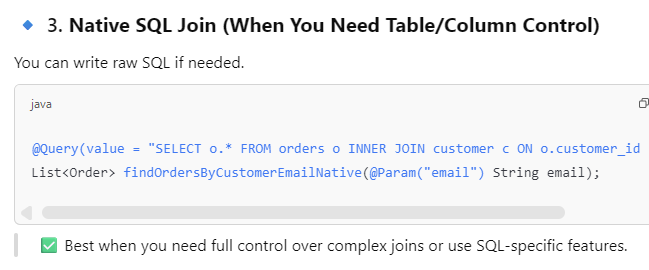 3. Native SQL Join (When You Need Table/Column Control)
You can write raw SQL if needed.
java
@Query(value = "SELECT o.* FROM orders o INNER JOIN customer c ON o.customer_id
List<Order> findOrdersByCustomerEmailNative(@Param("email") String email);
✅ Best when you need full control over complex joins or use SQL-specific features.